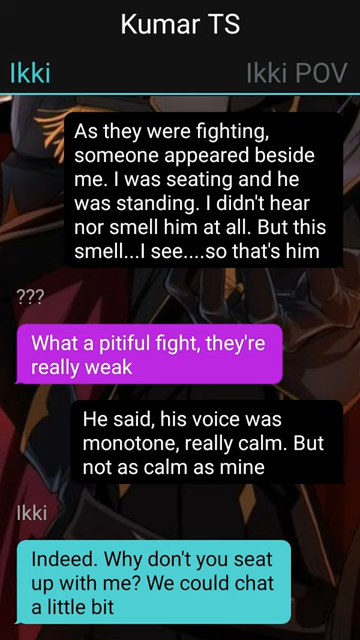 Kumar TS
Ikki
Ikki POV
As they were fighting,
someone appeared beside
me. I was seating and he
was standing. I didn't hear
nor smell him at all. But this
smell...I see....so that's him
???
What a pitiful fight, they're
really weak
He said, his voice was
monotone, really calm. But
not as calm as mine
Ikki
Indeed. Why don't you seat
up with me? We could chat
a little bit